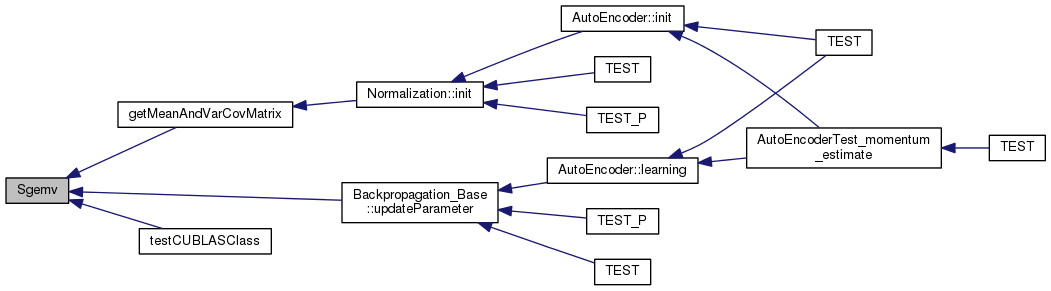 AutoEncoder::init
TEST
TEST
Normalization::init
getMeanAndVarCovMatrix
TEST_P
AutoEncoderTest_momentum
_estimate
TEST
AutoEncoder::learning
Sgemv
Backpropagation_Base
::updateParameter
TEST_P
testCUBLASClass
TEST